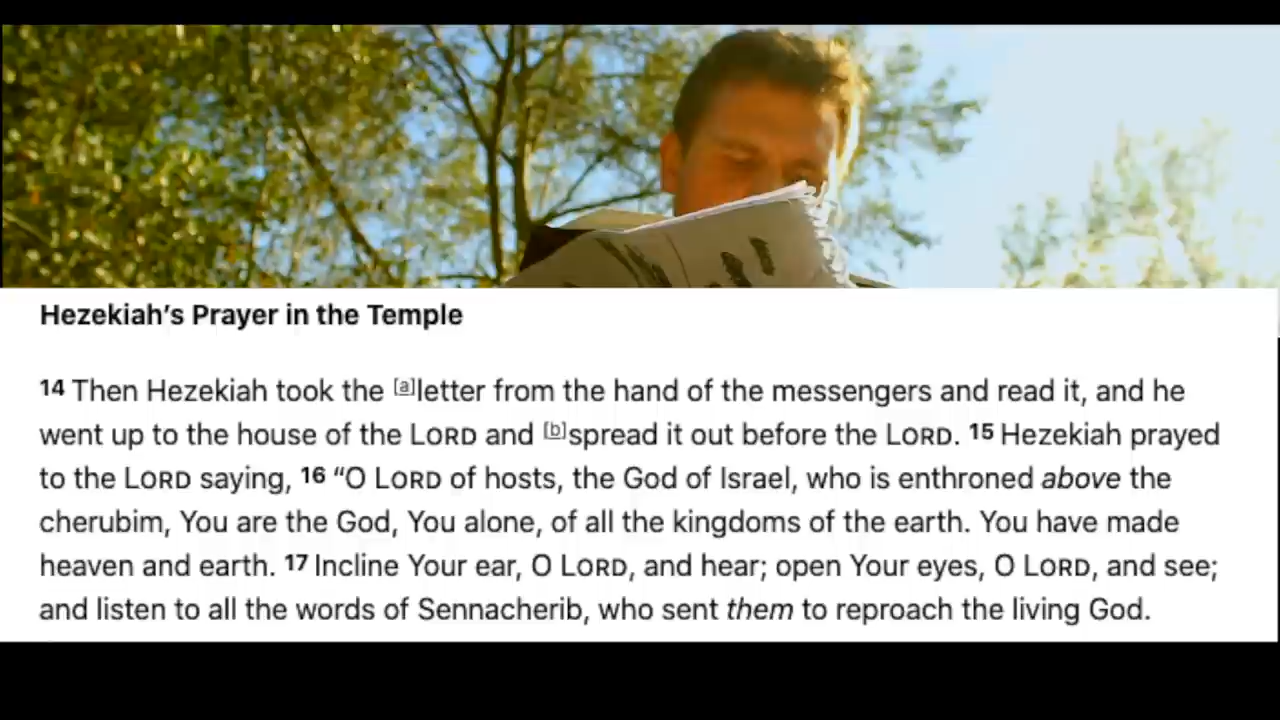 Hezekiah’s Prayer in the Temple
14 Then Hezekiah took the [a]letter from the hand of the messengers and read it, and he
went up to the house of the LORD and [b]spread it out before the LORD. 15 Hezekiah prayed
to the LORD saying, 16 “O LORD of hosts, the God of Israel, who is enthroned above the
cherubim, You are the God, You alone, of all the kingdoms of the earth. You have made
heaven and earth. 17 Incline Your ear, O LORD, and hear; open Your eyes, O LORD, and see;
and listen to all the words of Sennacherib, who sent them to reproach the living God.